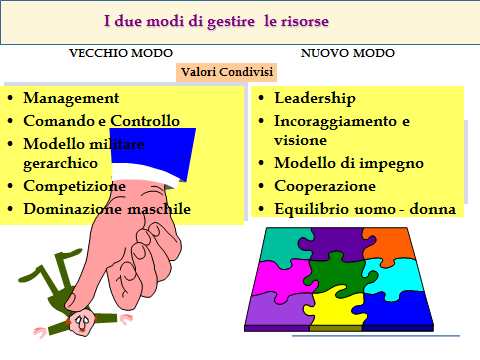 I due modi di gestire le risorse
VECCHIO MODO
NUOVO MODO
Valori Condivisi
• Management
• Comando e Controllo
• Modello militare
gerarchico
• Competizione
• Dominazione maschile
• Leadership
• Incoraggiamento e
visione
• Modello di impegno
• Cooperazione
• Equilibrio uomo - donna